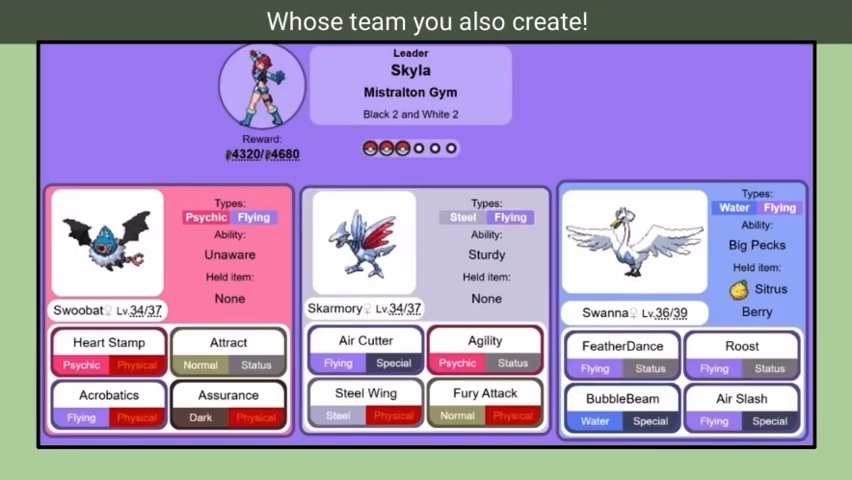 Whose team you also create!
Leader
Skyla
Mistralton Gym
Black 2 and White 2
Reward:
₽4320/₽4680
Types:
Psychic Flying
Ability:
Unaware
Held item:
None
Swoobat♀ Lv.34/37
Heart Stamp
Psychic Physical
Attract
Normal Status
Acrobatics
Flying Physical
Assurance
Dark Physical
Types:
Steel Flying
Ability:
Sturdy
Held item:
None
Skarmory♀ Lv.34/37
Air Cutter
Flying Special
Agility
Psychic Status
Steel Wing
Steel Physical
Fury Attack
Normal Physical
Types:
Water Flying
Ability:
Big Pecks
Held item:
Sitrus
Berry
Swanna♀ Lv.36/39
FeatherDance
Flying Status
Roost
Flying Status
BubbleBeam
Water Special
Air Slash
Flying Special